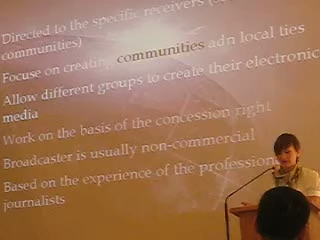 Directed to the specific receivers
communities)
Focus on creating communities adn local ties
Allow different groups to create their electronic
media
Work on the basis of the concession right
Broadcaster is usually non-commercial
Based on the experience of the profession
journalists